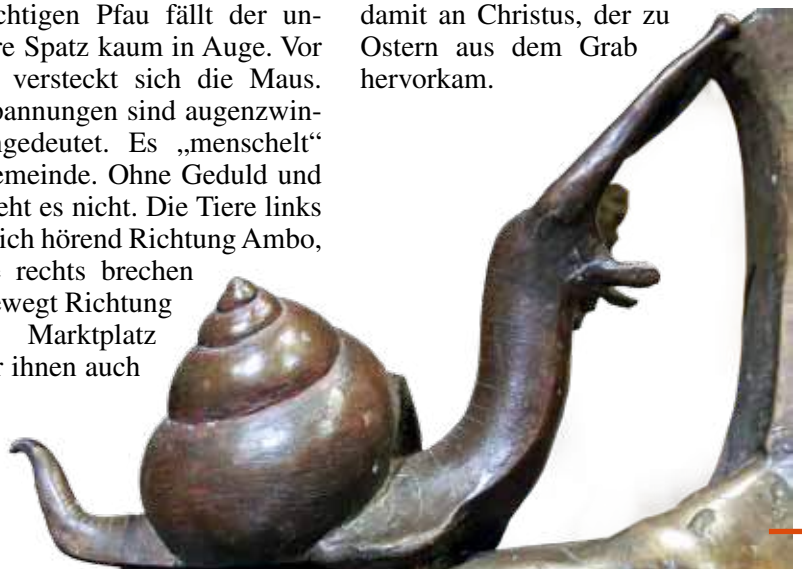 chtigen Pfau fällt der un-
re Spatz kaum in Auge. Vor
versteckt sich die Maus.
pannungen sind augenzwin-
ngedeutet. Es „menschelt“
emeinde. Ohne Geduld und
eht es nicht. Die Tiere links
ich hörend Richtung Ambo,
e rechts brechen
ewegt Richtung
Marktplatz
r ihnen auch
damit an Christus, der zu
Ostern aus dem Grab
hervorkam.